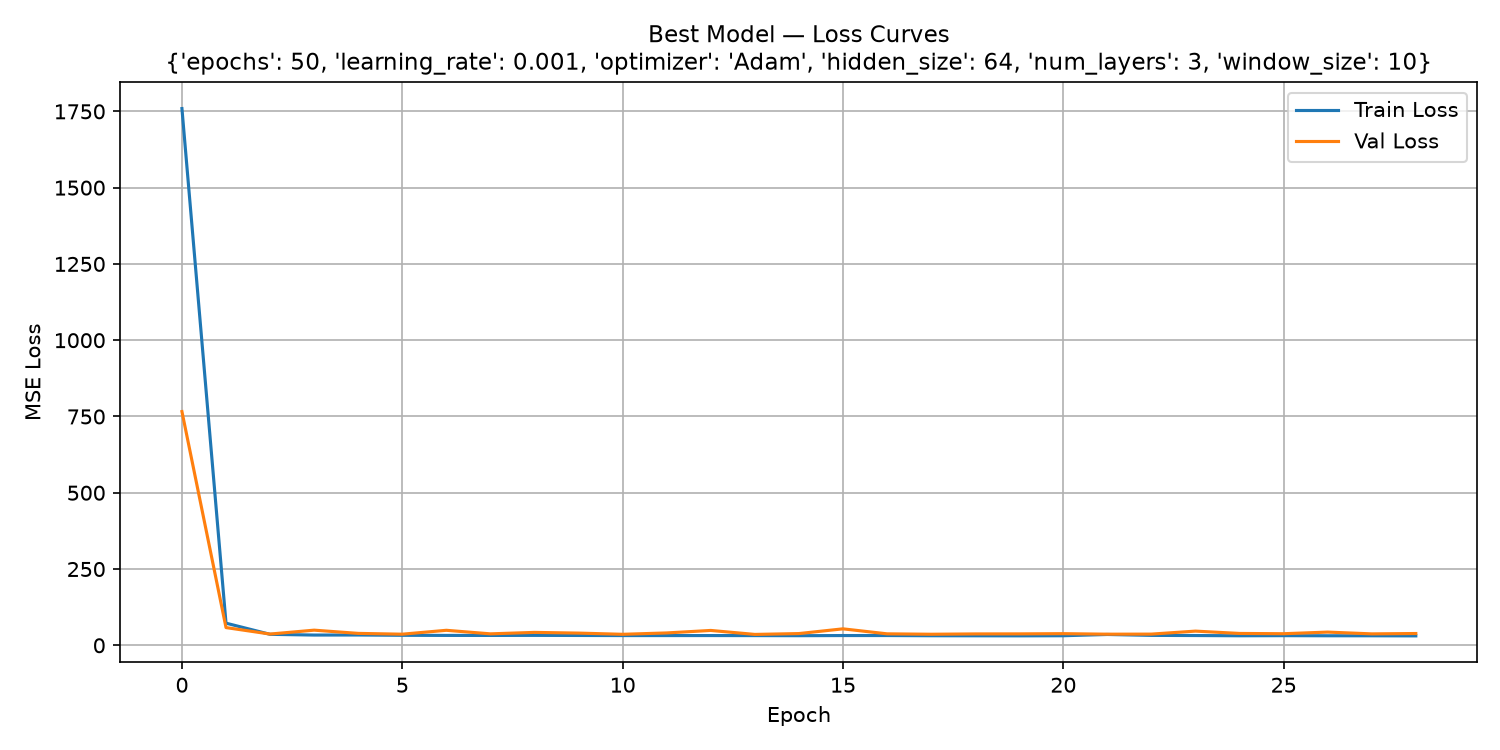 Best Model — Loss Curves
{'epochs': 50, 'learning_rate': 0.001, 'optimizer': 'Adam', 'hidden_size': 64, 'num_layers': 3, 'window_size': 10}
Train Loss
Val Loss
MSE Loss
1750
1500
1250
1000
750
500
250
0
0 5 10 15 20 25
Epoch